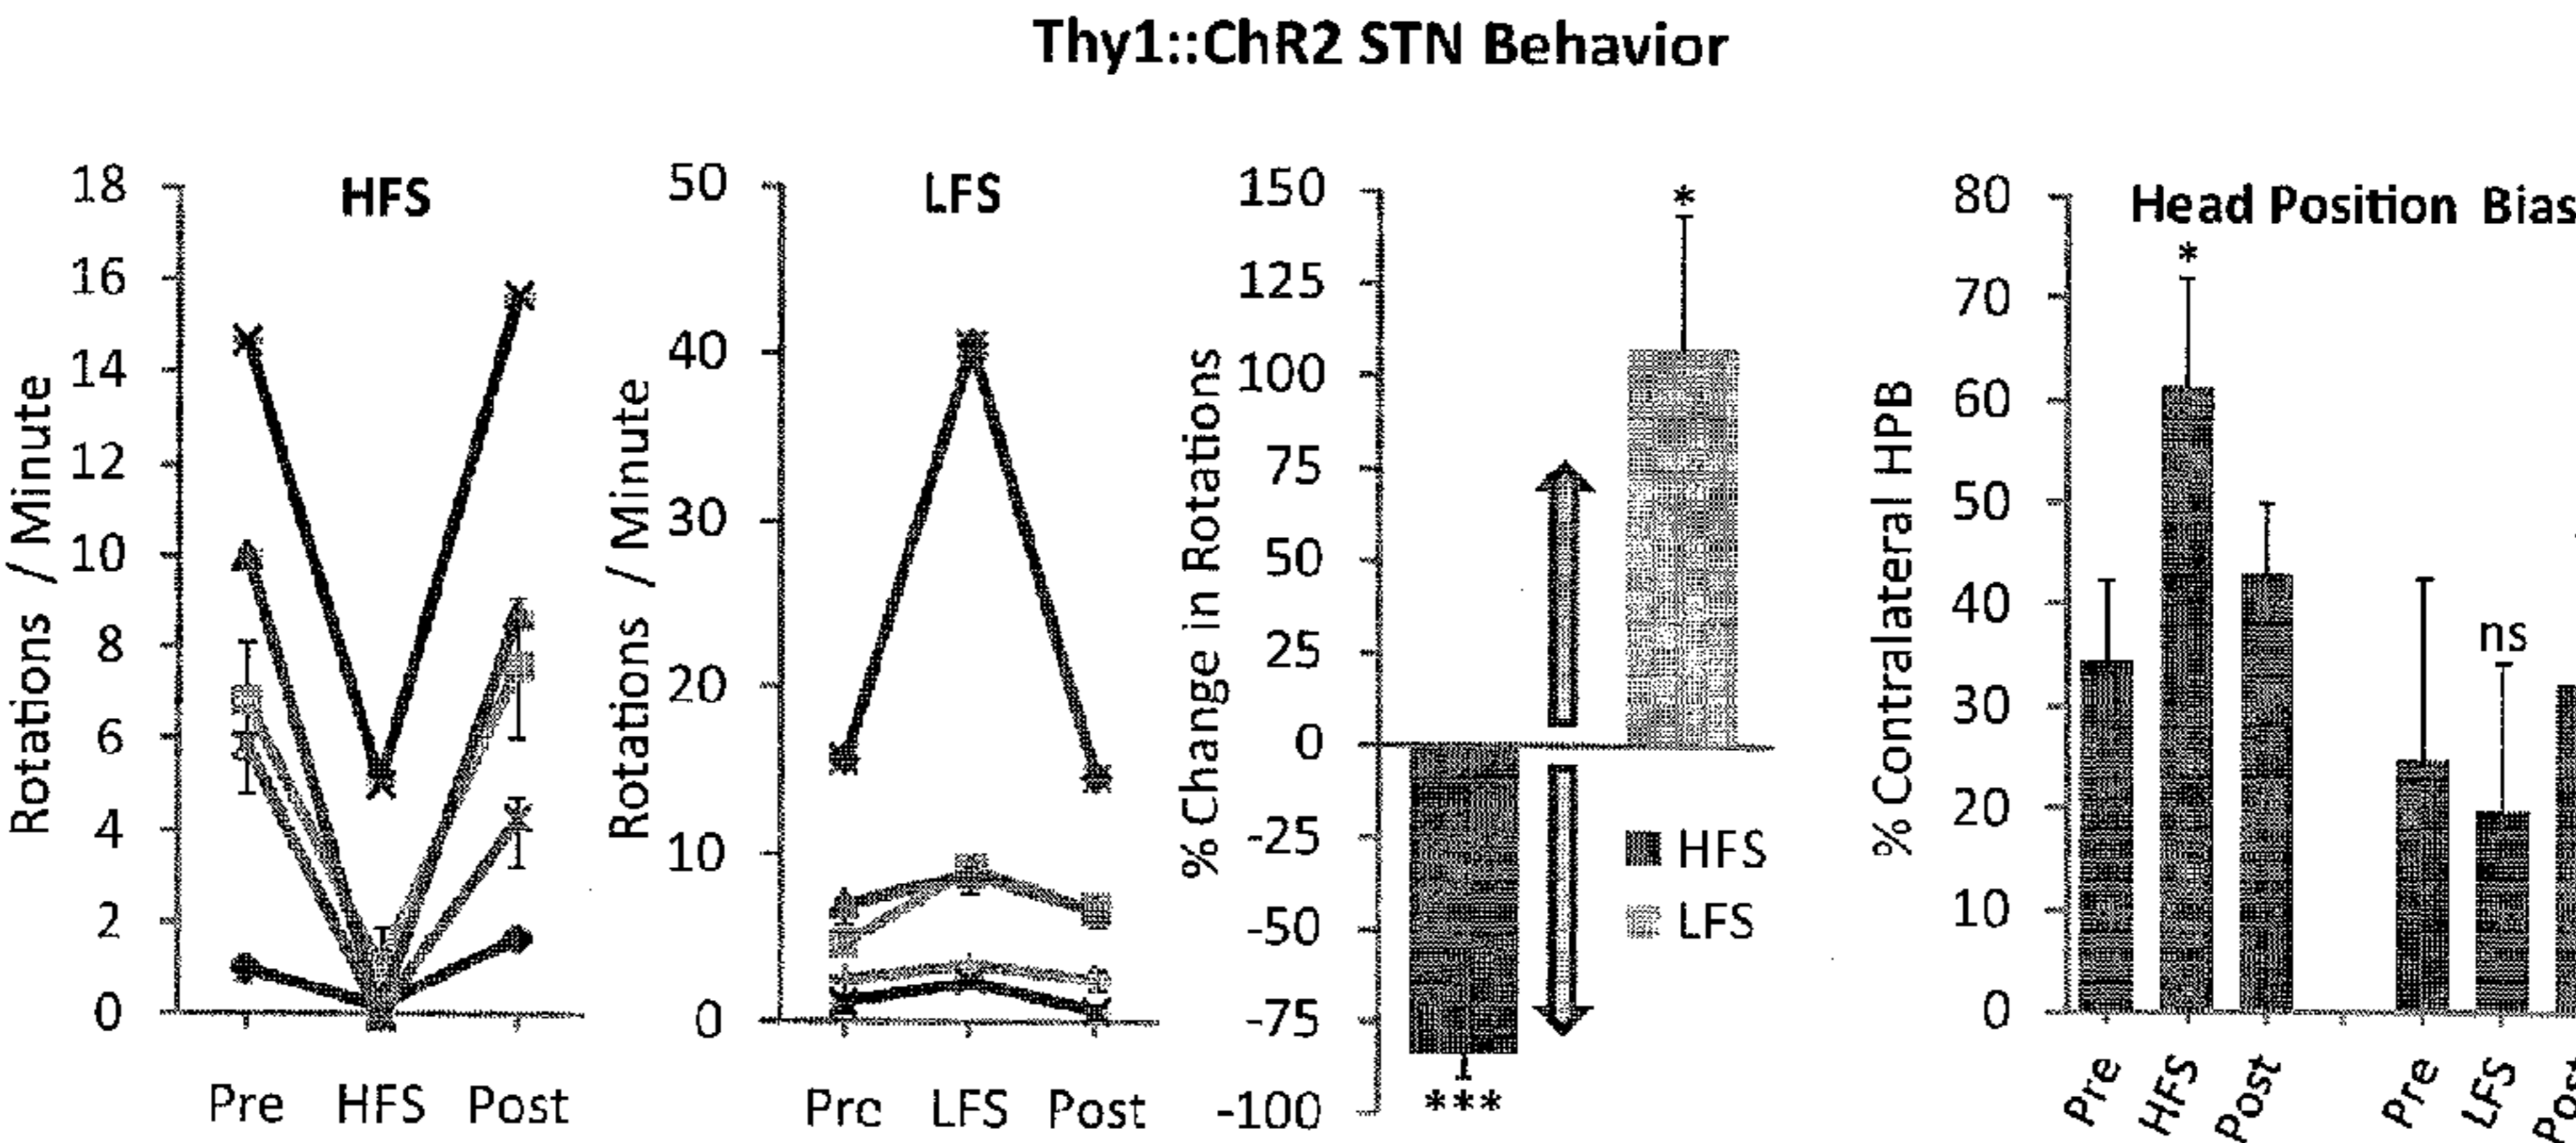 Thy1::ChR2 STN Behavior
HFS
Rotations / Minute
18
16
14
12
10
8
6
4
2
0
Pre HFS Post
LFS
Rotations / Minute
50
40
30
20
10
0
Pre LFS Post
% Change in Rotations
150
125
100
75
50
25
0
-25
-50
-75
-100
*
***
HFS
LFS
Head Position Bias
% Contralateral HPB
80
70
60
50
40
30
20
10
0
*
ns
Pre
HFS
Post
Pre
LFS
Post